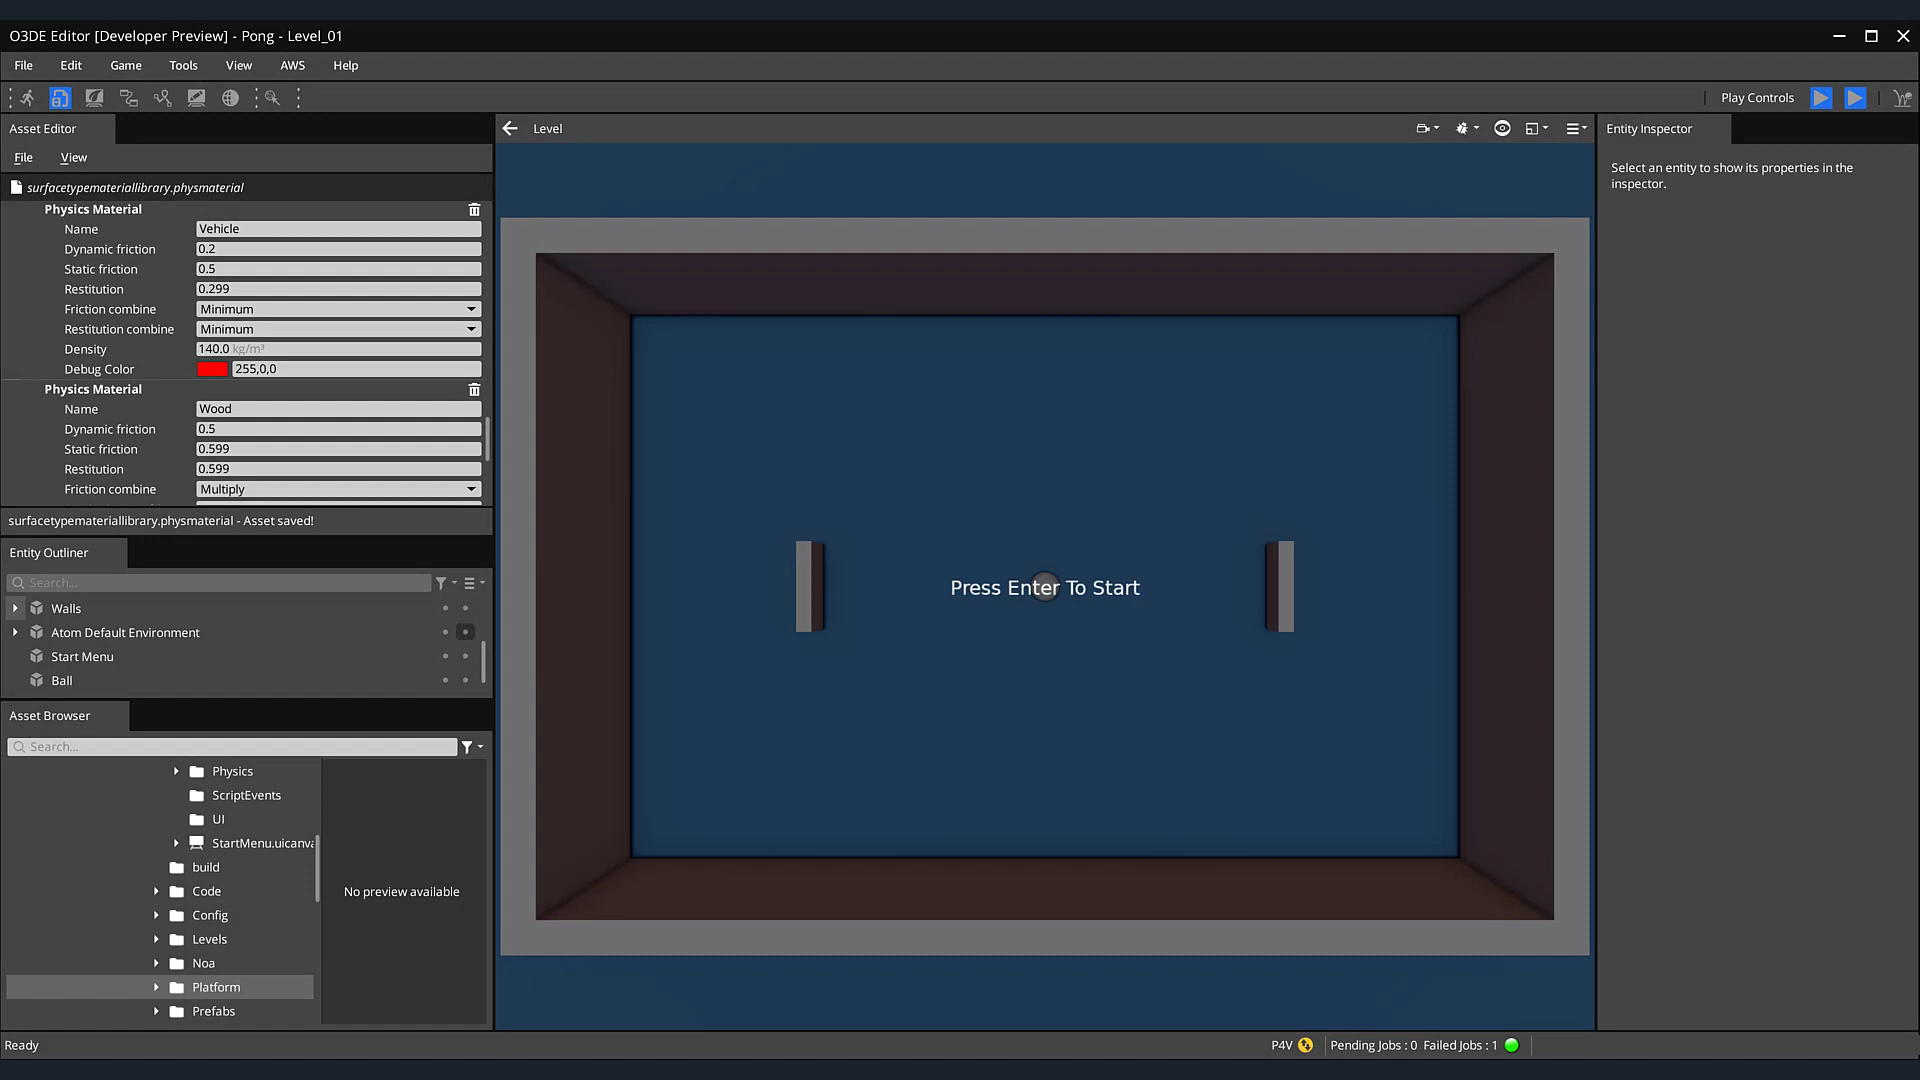 O3DE Editor [Developer Preview] - Pong - Level_01
File Edit Game Tools View AWS Help
Play Controls
Asset Editor
File View
surfacetypemateriallibrary.physmaterial
Physics Material
Name Vehicle
Dynamic friction 0.2
Static friction 0.5
Restitution 0.299
Friction combine Minimum
Restitution combine Minimum
Density 140.0 kg/m³
Debug Color 255,0,0
Physics Material
Name Wood
Dynamic friction 0.5
Static friction 0.599
Restitution 0.599
Friction combine Multiply
surfacetypemateriallibrary.physmaterial - Asset saved!
Entity Outliner
Search...
Walls
Atom Default Environment
Start Menu
Ball
Asset Browser
Search...
Physics
ScriptEvents
UI
StartMenu.uicanva
build
Code
Config
Levels
Noa
Platform
Prefabs
No preview available
Level
Press Enter To Start
Entity Inspector
Select an entity to show its properties in the
inspector.
Ready
P4V
Pending Jobs : 0 Failed Jobs : 1